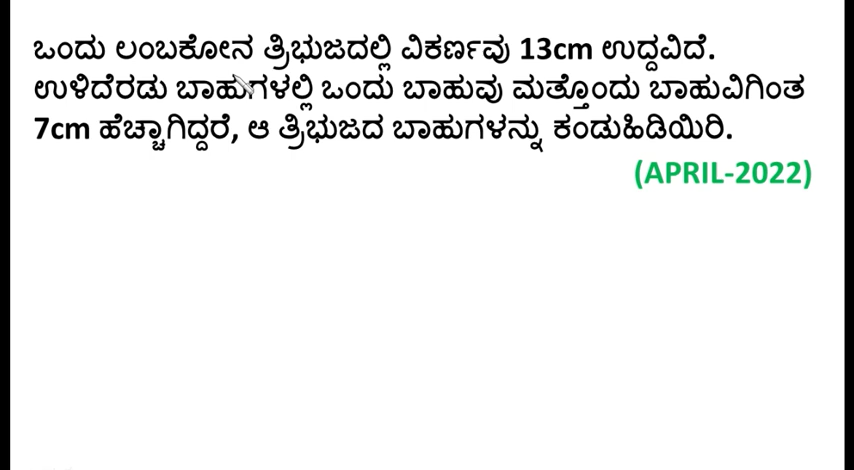 ಒಂದು ಲಂಬಕೋನ ತ್ರಿಭುಜದಲ್ಲಿ ವಿಕರ್ಣವು 13cm ಉದ್ದವಿದೆ.
ಉಳಿದೆರಡು ಬಾಹುಗಳಲ್ಲಿ ಒಂದು ಬಾಹುವು ಮತ್ತೊಂದು ಬಾಹುವಿಗಿಂತ
7cm ಹೆಚ್ಚಾಗಿದ್ದರೆ, ಆ ತ್ರಿಭುಜದ ಬಾಹುಗಳನ್ನು ಕಂಡುಹಿಡಿಯಿರಿ.
(APRIL-2022)